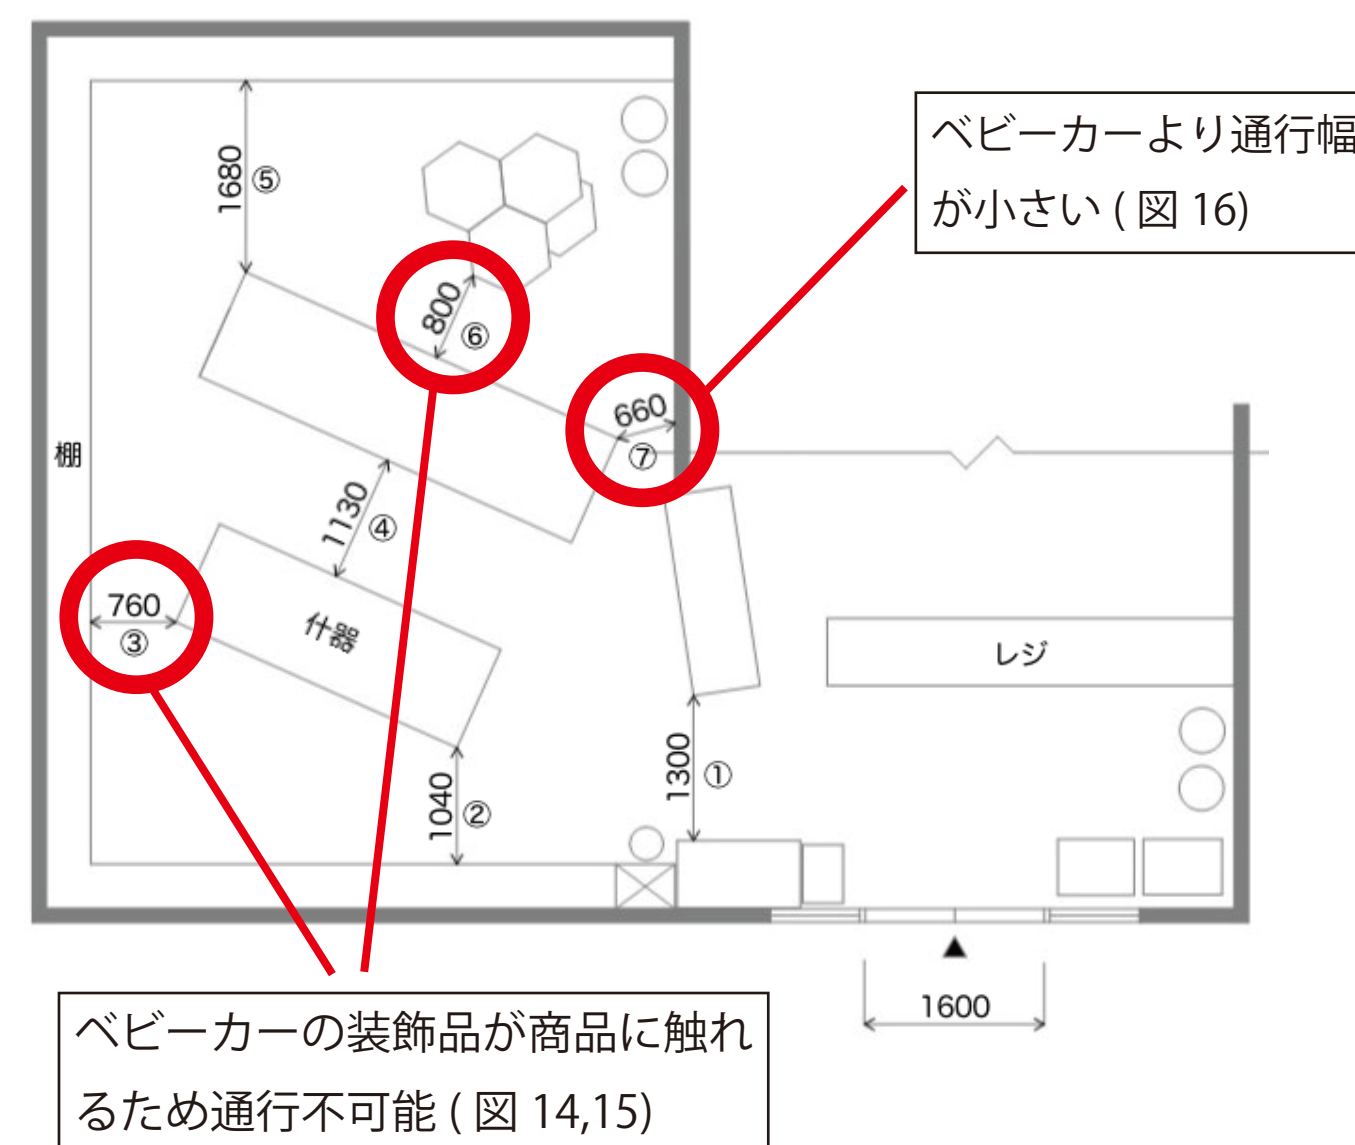 ベビーカーより通行幅
が小さい ( 図 16)
1680
⑤
800
⑥
660
⑦
棚
1130
④
760
③
什器
レジ
1300
①
1040
②
▲
1600
ベビーカーの装飾品が商品に触れ
るため通行不可能 ( 図 14,15)